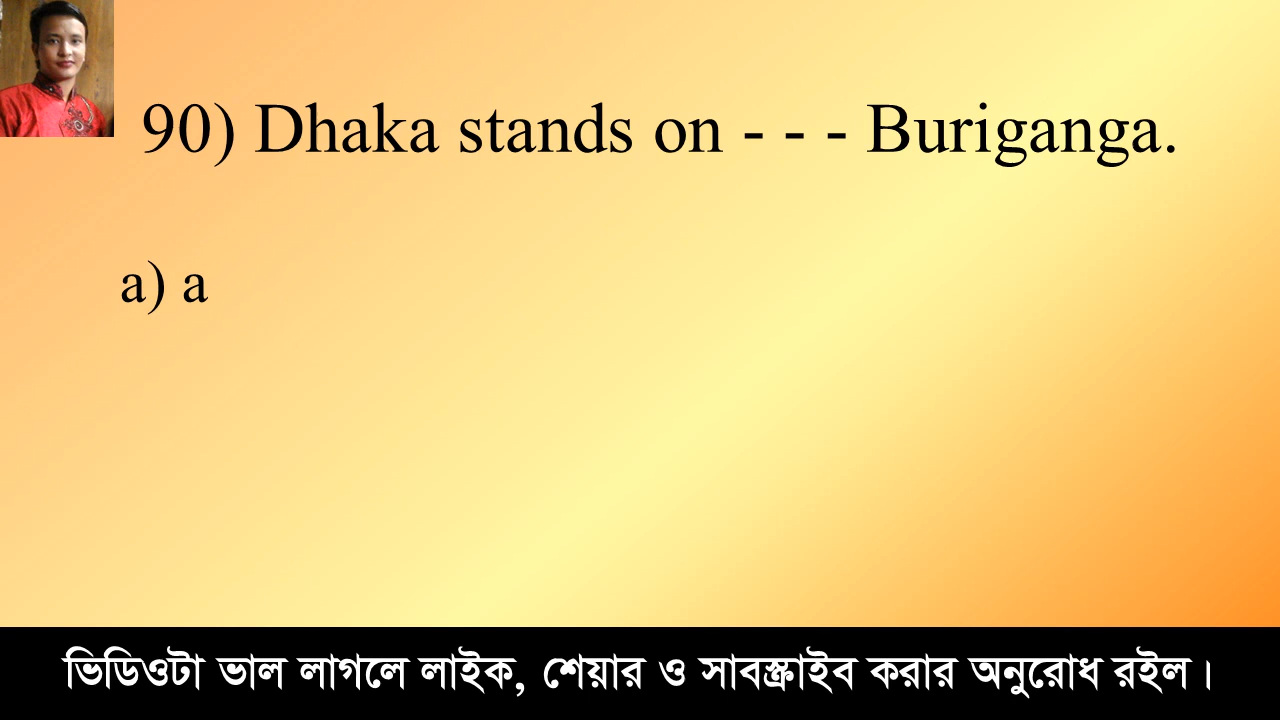 90) Dhaka stands on - - - Buriganga.
a) a
ভিডিওটা ভাল লাগলে লাইক, শেয়ার ও সাবস্ক্রাইব করার অনুরোধ রইল।